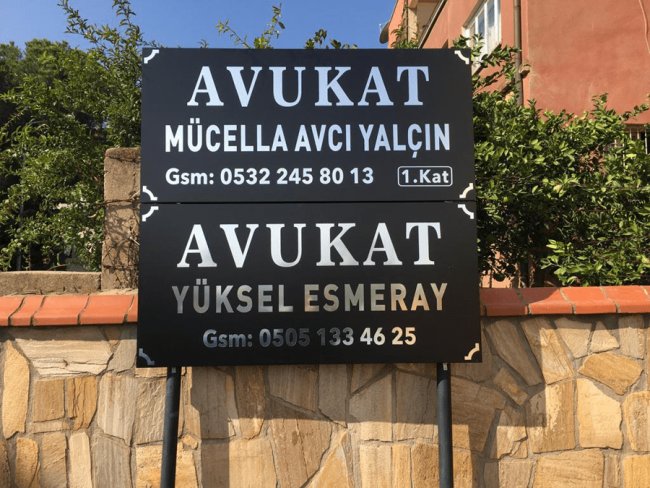 AVUKAT
MÜCELLA AVCI YALÇIN
Gsm: 0532 245 80 13 1.Kat
AVUKAT
YÜKSEL ESMERAY
Gsm: 0505 133 46 25